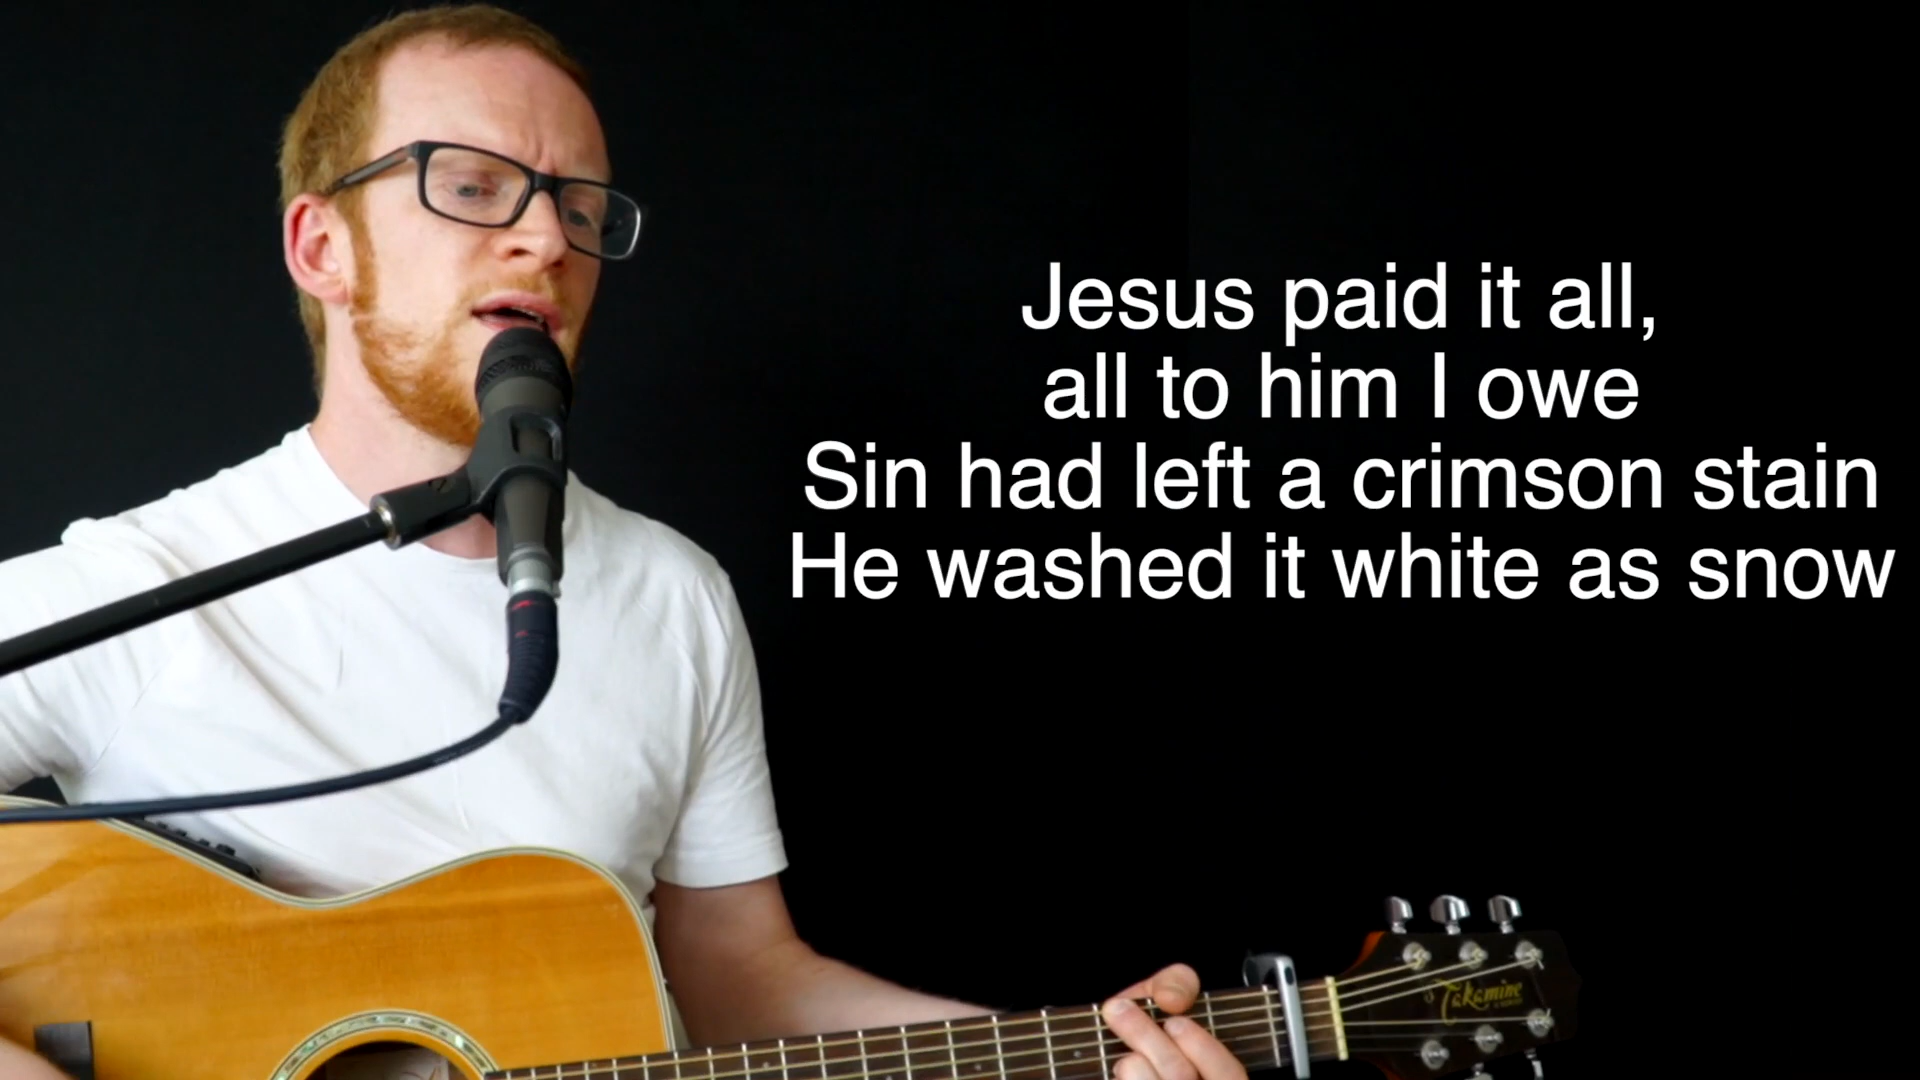 Jesus paid it all,
all to him I owe
Sin had left a crimson stain
He washed it white as snow
Takamine